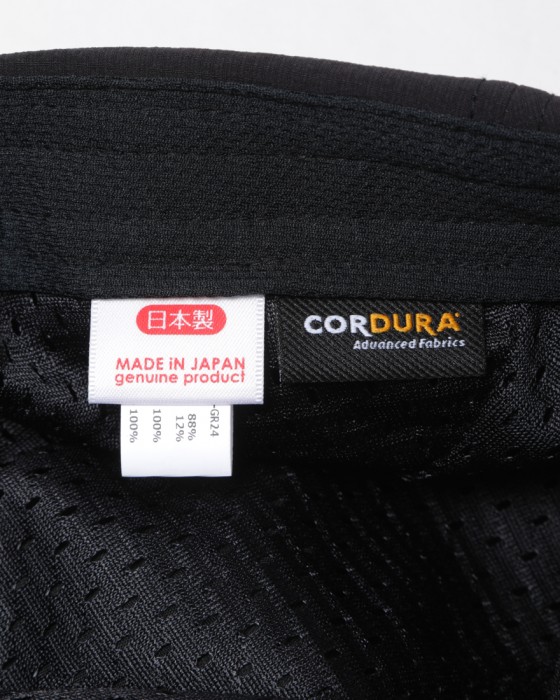 日本製
MADE iN JAPAN
genuine product
CORDURA
Advanced Fabrics
-GR24
88%
12%
100%
100%